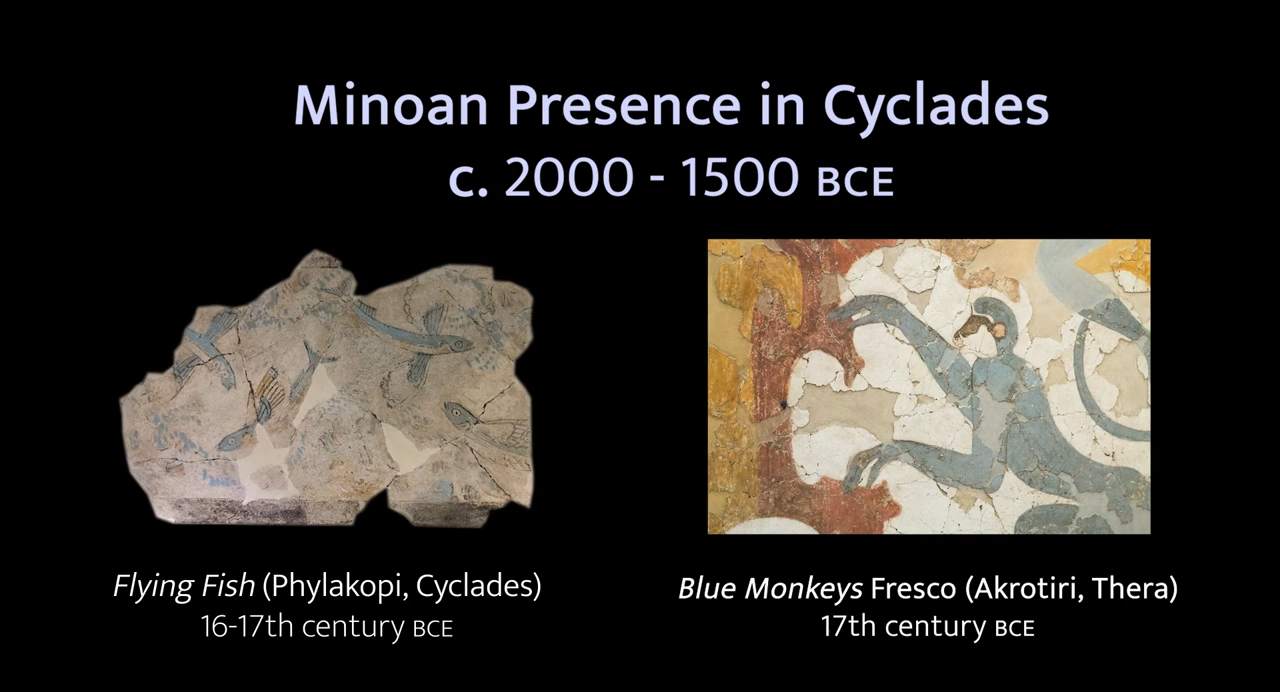 Minoan Presence in Cyclades
c. 2000 - 1500 BCE
Flying Fish (Phylakopi, Cyclades)
16-17th century BCE
Blue Monkeys Fresco (Akrotiri, Thera)
17th century BCE